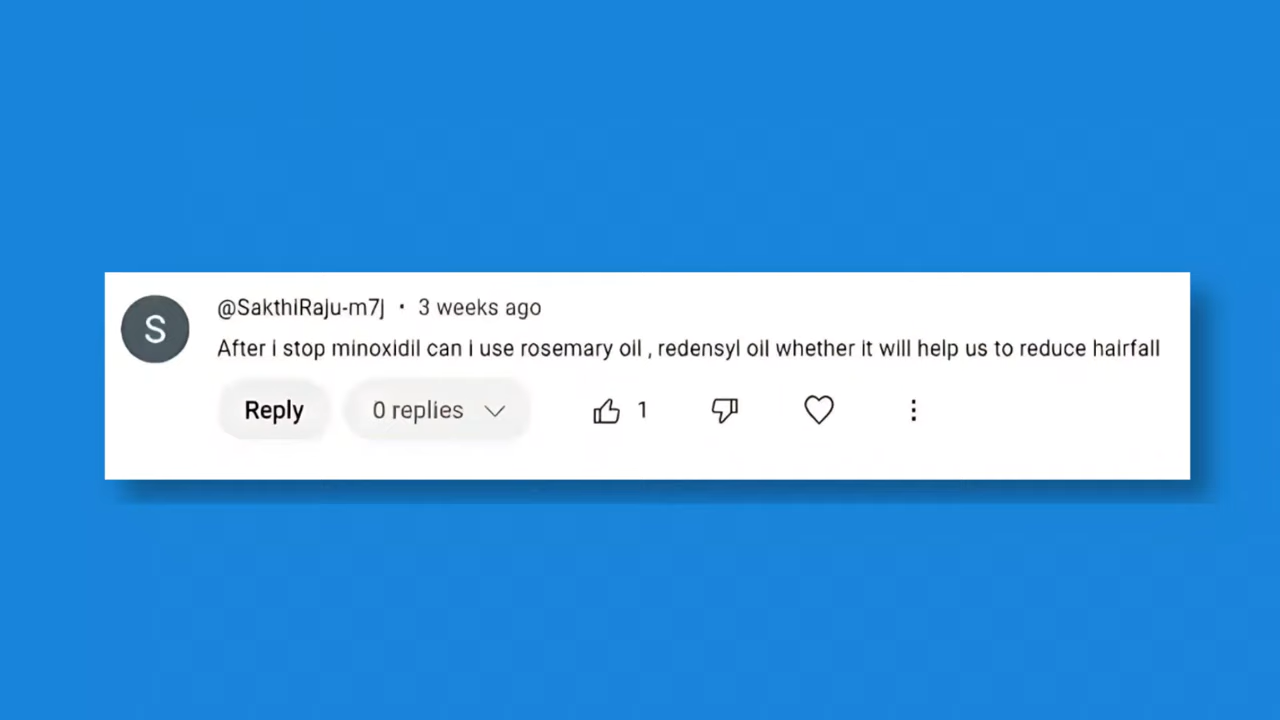 S
@SakthiRaju-m7j · 3 weeks ago
After i stop minoxidil can i use rosemary oil , redensyl oil whether it will help us to reduce hairfall
Reply 0 replies 1